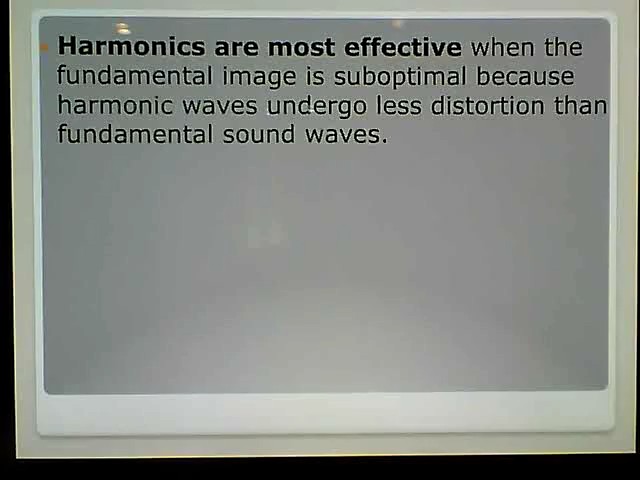 Harmonics are most effective when the
fundamental image is suboptimal because
harmonic waves undergo less distortion than
fundamental sound waves.